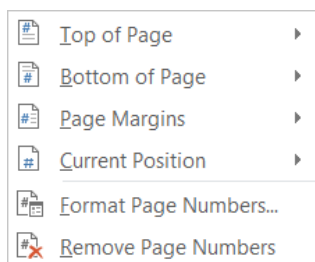 Top of Page
Bottom of Page
Page Margins
Current Position
Format Page Numbers...
Remove Page Numbers